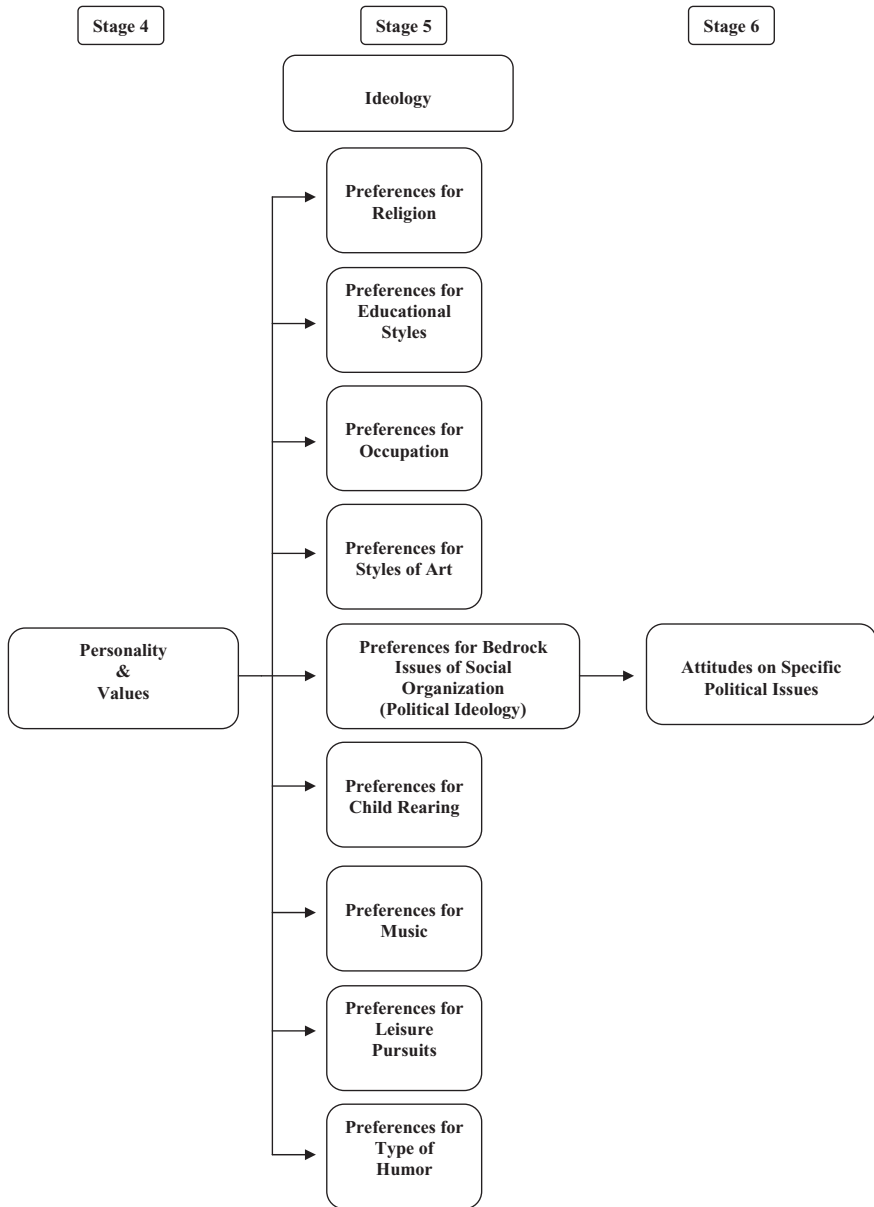 Stage 4
Stage 5
Stage 6
Ideology
Preferences for
Religion
Preferences for
Educational
Styles
Preferences for
Occupation
Preferences for
Styles of Art
Personality
&
Values
Preferences for Bedrock
Issues of Social
Organization
(Political Ideology)
Attitudes on Specific
Political Issues
Preferences for
Child Rearing
Preferences for
Music
Preferences for
Leisure
Pursuits
Preferences for
Type of
Humor